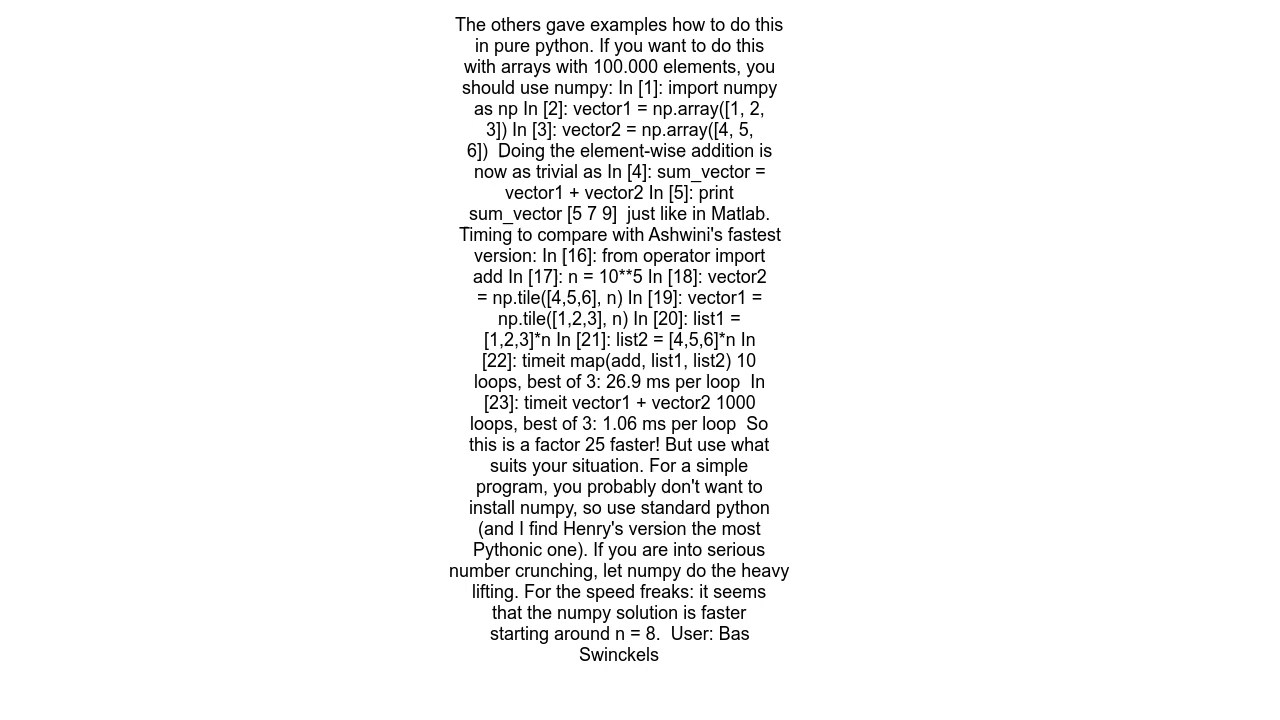 The others gave examples how to do this
in pure python. If you want to do this
with arrays with 100.000 elements, you
should use numpy: In [1]: import numpy
as np In [2]: vector1 = np.array([1, 2,
3]) In [3]: vector2 = np.array([4, 5,
6])  Doing the element-wise addition is
now as trivial as In [4]: sum_vector =
vector1 + vector2 In [5]: print
sum_vector [5 7 9]  just like in Matlab.
Timing to compare with Ashwini's fastest
version: In [16]: from operator import
add In [17]: n = 10**5 In [18]: vector2
= np.tile([4,5,6], n) In [19]: vector1 =
np.tile([1,2,3], n) In [20]: list1 =
[1,2,3]*n In [21]: list2 = [4,5,6]*n In
[22]: timeit map(add, list1, list2) 10
loops, best of 3: 26.9 ms per loop  In
[23]: timeit vector1 + vector2 1000
loops, best of 3: 1.06 ms per loop  So
this is a factor 25 faster! But use what
suits your situation. For a simple
program, you probably don't want to
install numpy, so use standard python
(and I find Henry's version the most
Pythonic one). If you are into serious
number crunching, let numpy do the heavy
lifting. For the speed freaks: it seems
that the numpy solution is faster
starting around n = 8.  User: Bas
Swinckels